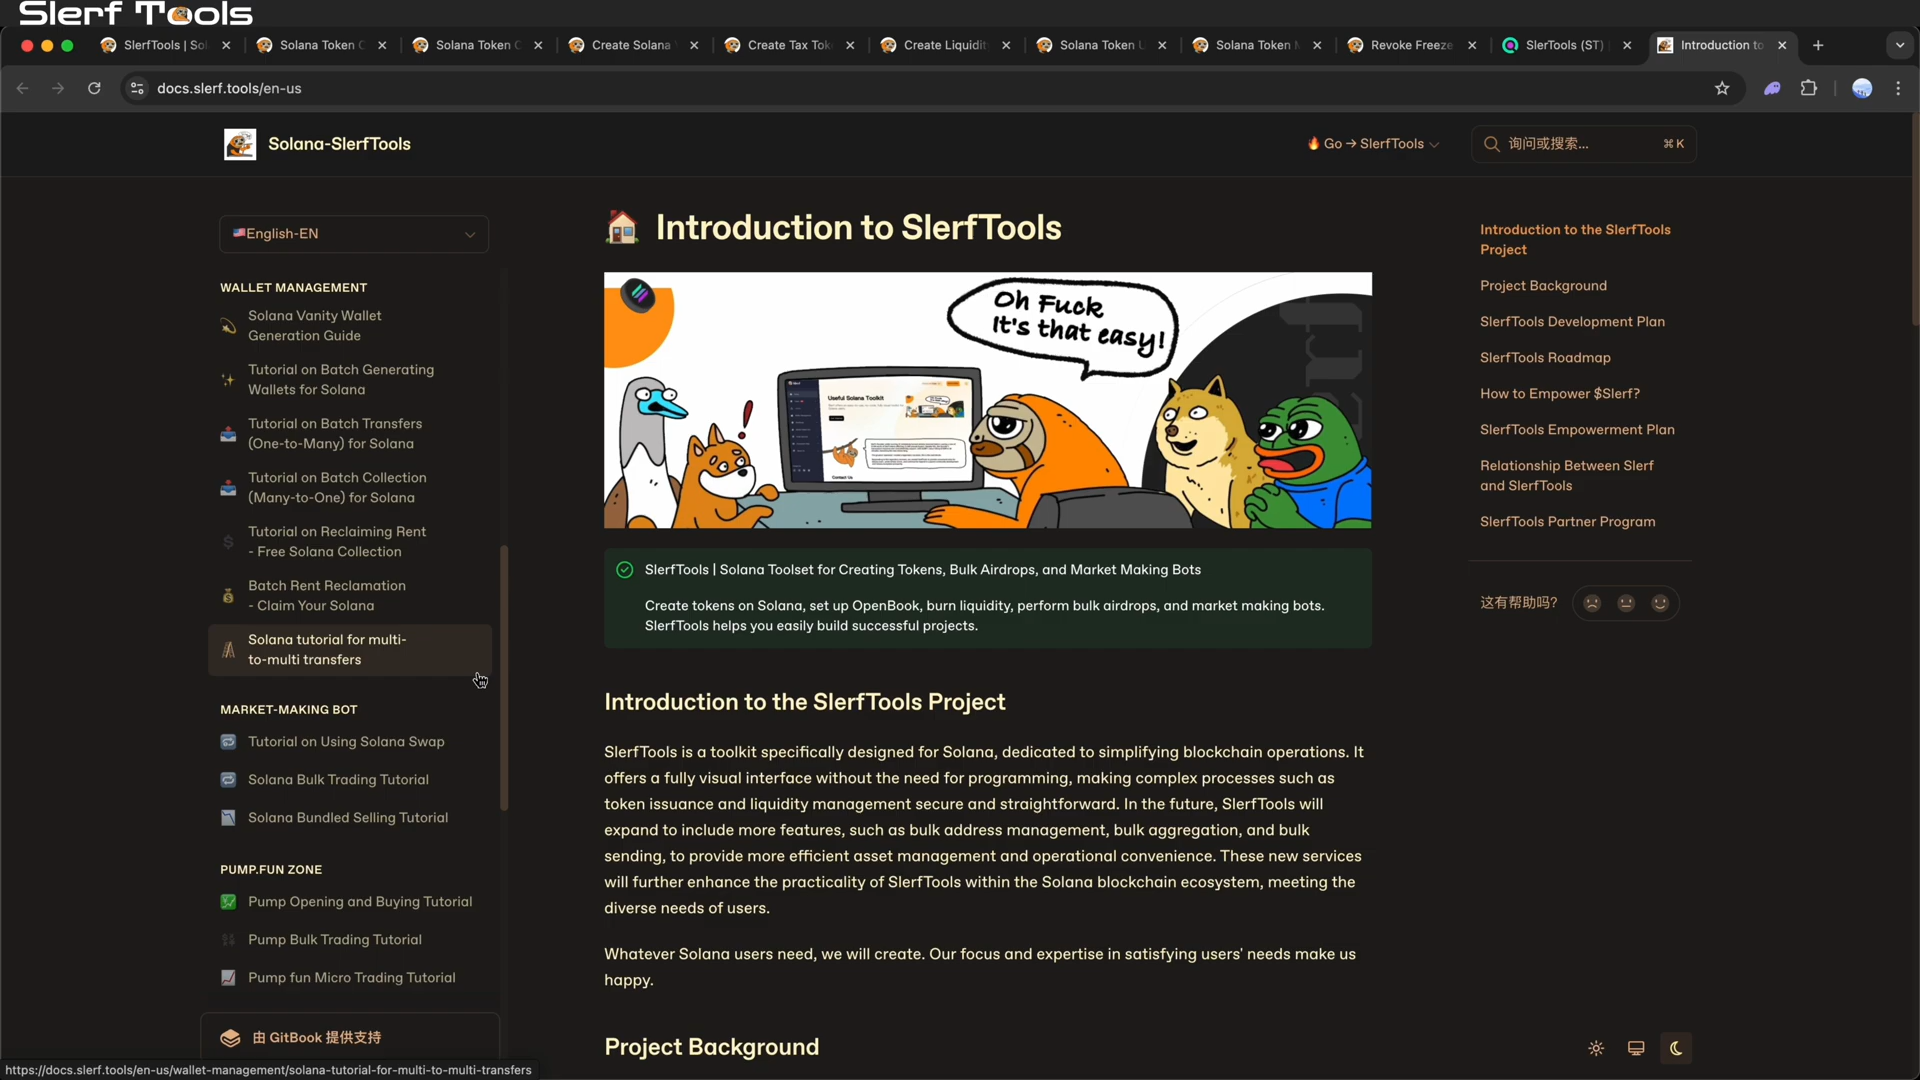 Slerf Tools
SlerfTools | Sol
Solana Token C
Solana Token C
Create Solana
Create Tax Tok
Create Liquidit
Solana Token
Solana Token
Revoke Freeze
SlerTools (ST)
Introduction to
docs.slerf.tools/en-us
Solana-SlerfTools
🔥 Go → SlerfTools
询问或搜索...
⌘K
🇺🇸English-EN
WALLET MANAGEMENT
Solana Vanity Wallet
Generation Guide
Tutorial on Batch Generating
Wallets for Solana
Tutorial on Batch Transfers
(One-to-Many) for Solana
Tutorial on Batch Collection
(Many-to-One) for Solana
Tutorial on Reclaiming Rent
- Free Solana Collection
Batch Rent Reclamation
- Claim Your Solana
Solana tutorial for multi-
to-multi transfers
MARKET-MAKING BOT
Tutorial on Using Solana Swap
Solana Bulk Trading Tutorial
Solana Bundled Selling Tutorial
PUMP.FUN ZONE
Pump Opening and Buying Tutorial
Pump Bulk Trading Tutorial
Pump fun Micro Trading Tutorial
由 GitBook 提供支持
Introduction to SlerfTools
Oh Fuck
It's that easy!
Useful Solana Toolkit
SlerfTools | Solana Toolset for Creating Tokens, Bulk Airdrops, and Market Making Bots
Create tokens on Solana, set up OpenBook, burn liquidity, perform bulk airdrops, and market making bots.
SlerfTools helps you easily build successful projects.
Introduction to the SlerfTools Project
SlerfTools is a toolkit specifically designed for Solana, dedicated to simplifying blockchain operations. It
offers a fully visual interface without the need for programming, making complex processes such as
token issuance and liquidity management secure and straightforward. In the future, SlerfTools will
expand to include more features, such as bulk address management, bulk aggregation, and bulk
sending, to provide more efficient asset management and operational convenience. These new services
will further enhance the practicality of SlerfTools within the Solana blockchain ecosystem, meeting the
diverse needs of users.
Whatever Solana users need, we will create. Our focus and expertise in satisfying users' needs make us
happy.
Project Background
Introduction to the SlerfTools
Project
Project Background
SlerfTools Development Plan
SlerfTools Roadmap
How to Empower $Slerf?
SlerfTools Empowerment Plan
Relationship Between Slerf
and SlerfTools
SlerfTools Partner Program
这有帮助吗?
https://docs.slerf.tools/en-us/wallet-management/solana-tutorial-for-multi-to-multi-transfers